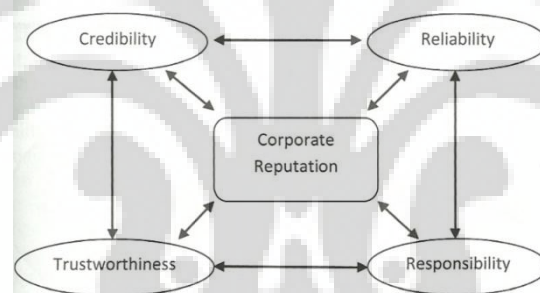 Credibility
Reliability
Corporate
Reputation
Trustworthiness
Responsibility